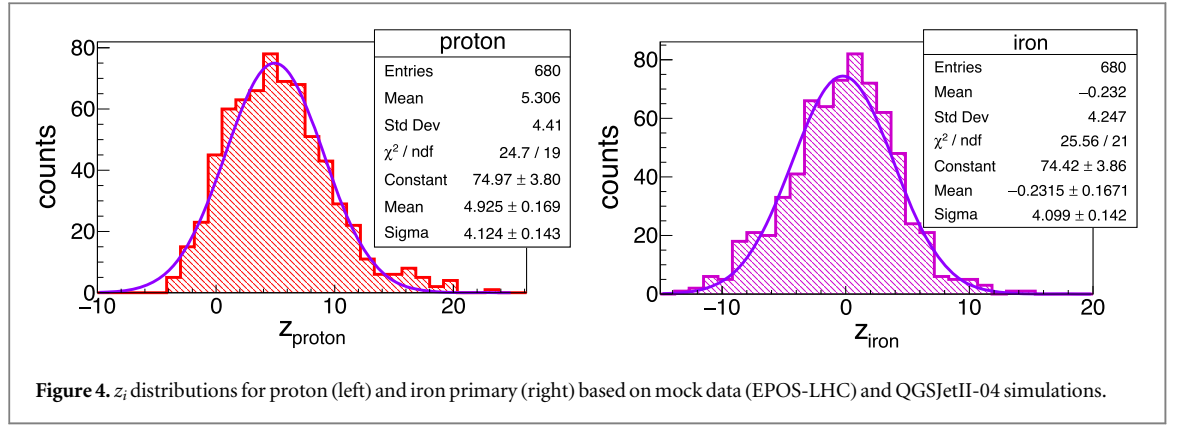 proton
Entries 680
Mean 5.306
Std Dev 4.41
χ² / ndf 24.7 / 19
Constant 74.97 ± 3.80
Mean 4.925 ± 0.169
Sigma 4.124 ± 0.143
80
60
40
20
0
counts
−10 0 10 20
z_proton
iron
Entries 680
Mean −0.232
Std Dev 4.247
χ² / ndf 25.56 / 21
Constant 74.42 ± 3.86
Mean −0.2315 ± 0.1671
Sigma 4.099 ± 0.142
80
60
40
20
0
counts
−10 0 10 20
z_iron
Figure 4. z_i distributions for proton (left) and iron primary (right) based on mock data (EPOS-LHC) and QGSJetII-04 simulations.